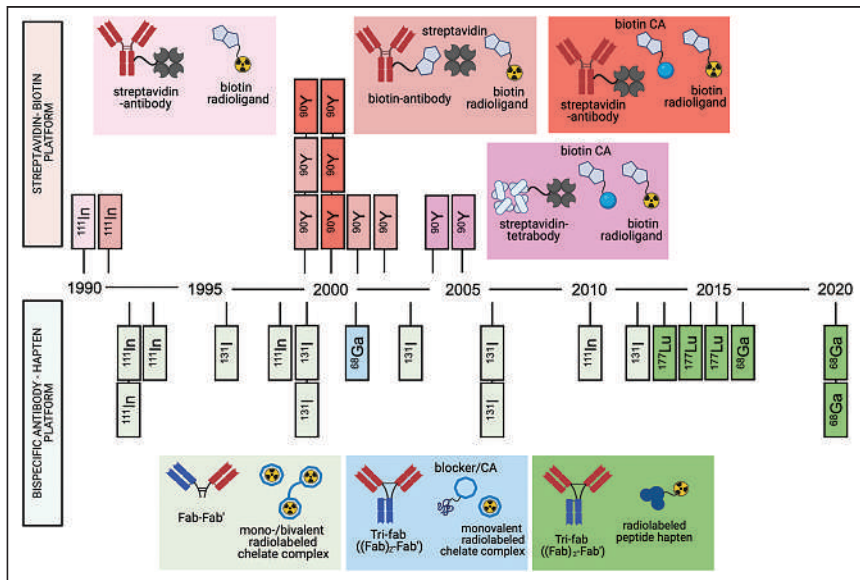 STREPTAVIDIN- BIOTIN
PLATFORM
streptavidin
-antibody
biotin
radioligand
streptavidin
biotin-antibody
biotin
radioligand
biotin CA
streptavidin
-antibody
biotin
radioligand
biotin CA
streptavidin-
tetrabody
biotin
radioligand
⁹⁰Y
⁹⁰Y
⁹⁰Y
⁹⁰Y
¹¹¹In
¹¹¹In
⁹⁰Y
⁹⁰Y
⁹⁰Y
⁹⁰Y
⁹⁰Y
⁹⁰Y
1990
1995
2000
2005
2010
2015
2020
BISPECIFIC ANTIBODY - HAPTEN
PLATFORM
¹¹¹In
¹¹¹In
¹³¹I
¹¹¹In
¹³¹I
⁶⁸Ga
¹³¹I
¹³¹I
¹¹¹In
¹³¹I
¹⁷⁷Lu
¹⁷⁷Lu
¹⁷⁷Lu
⁶⁸Ga
⁶⁸Ga
¹¹¹In
¹³¹I
¹³¹I
⁶⁸Ga
Fab-Fab'
mono-/bivalent
radiolabeled
chelate complex
blocker/CA
Tri-fab
((Fab)₂-Fab')
monovalent
radiolabeled
chelate complex
Tri-fab
((Fab)₂-Fab')
radiolabeled
peptide hapten